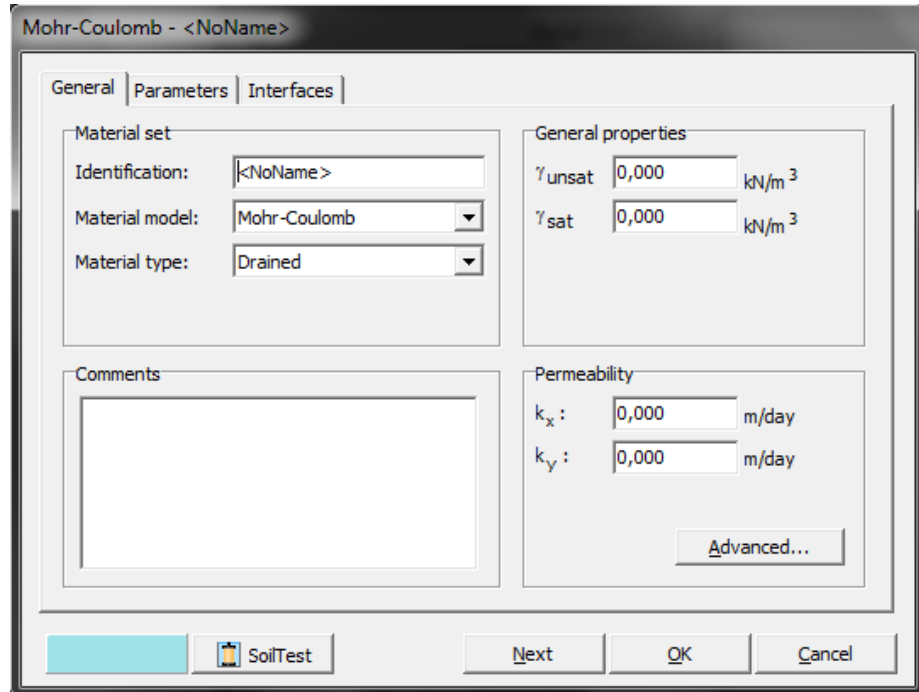 Mohr-Coulomb - <NoName>
General Parameters Interfaces
Material set
Identification: <NoName>
Material model: Mohr-Coulomb
Material type: Drained
General properties
γunsat 0,000 kN/m3
γsat 0,000 kN/m3
Comments
Permeability
kx : 0,000 m/day
ky : 0,000 m/day
Advanced...
SoilTest Next OK Cancel